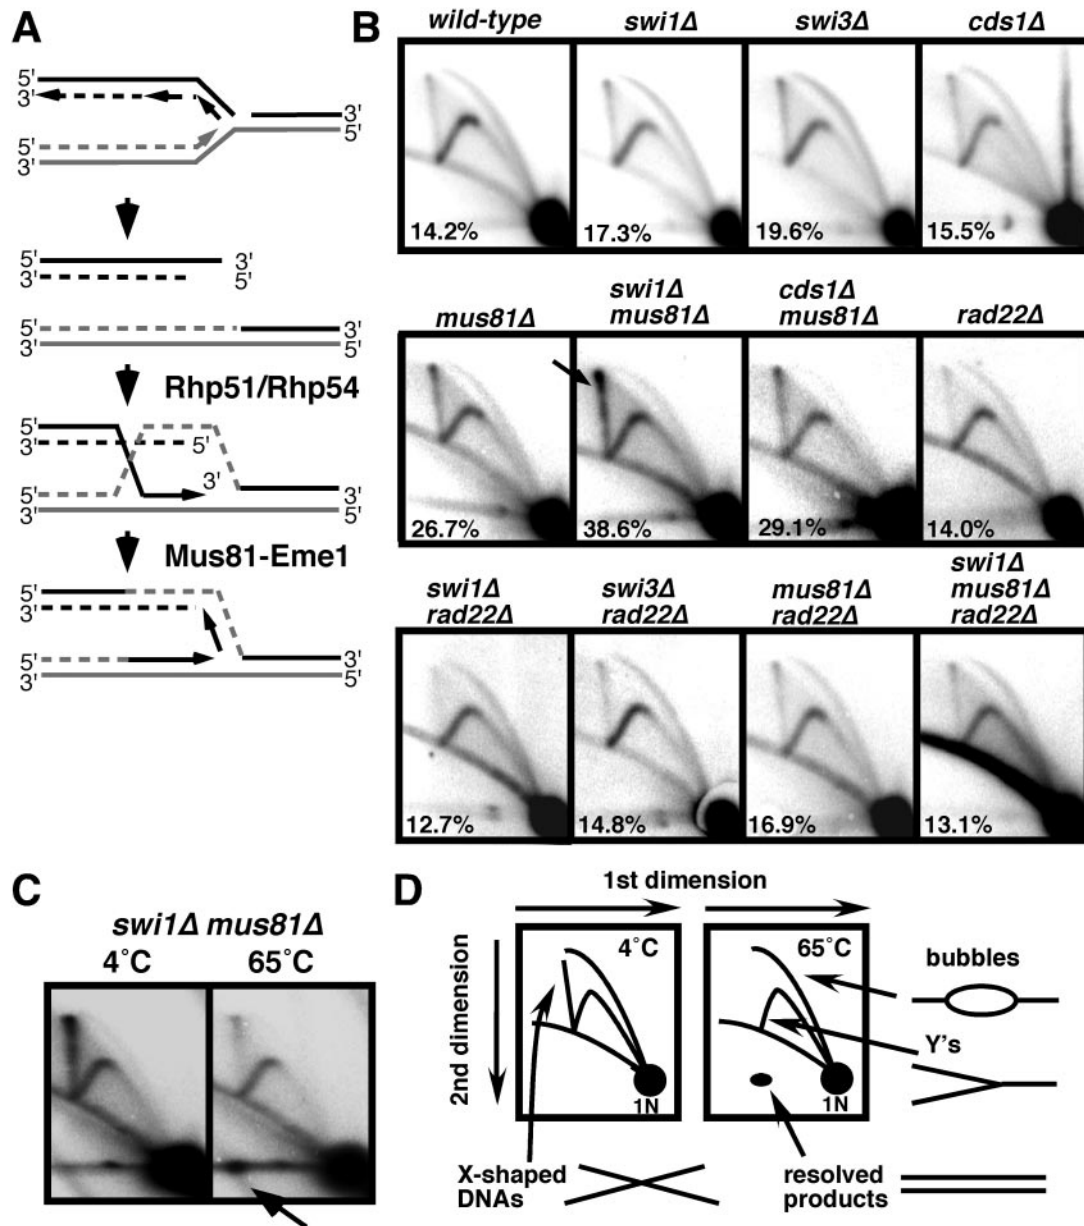 A
5'
3'
3'
5'
5'
3'
5'
3'
3'
5'
5'
3'
3'
5'
Rhp51/Rhp54
5'
3'
5'
3'
5'
3'
3'
5'
Mus81-Eme1
5'
3'
5'
3'
3'
5'
B
wild-type
swi1Δ
swi3Δ
cds1Δ
14.2%
17.3%
19.6%
15.5%
mus81Δ
swi1Δ
mus81Δ
cds1Δ
mus81Δ
rad22Δ
26.7%
38.6%
29.1%
14.0%
swi1Δ
rad22Δ
swi3Δ
rad22Δ
mus81Δ
rad22Δ
swi1Δ
mus81Δ
rad22Δ
12.7%
14.8%
16.9%
13.1%
C
swi1Δ mus81Δ
4°C
65°C
D
1st dimension
2nd dimension
4°C
1N
65°C
1N
bubbles
Y's
X-shaped
DNAs
resolved
products